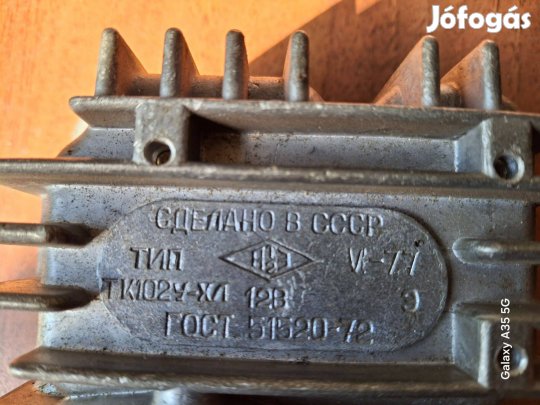 Jófogás
СДЕЛАНО В СССР
ТИП VI-77
ТК102У-ХЛ 12В Э
ГОСТ 51520-72
Galaxy A35 5G